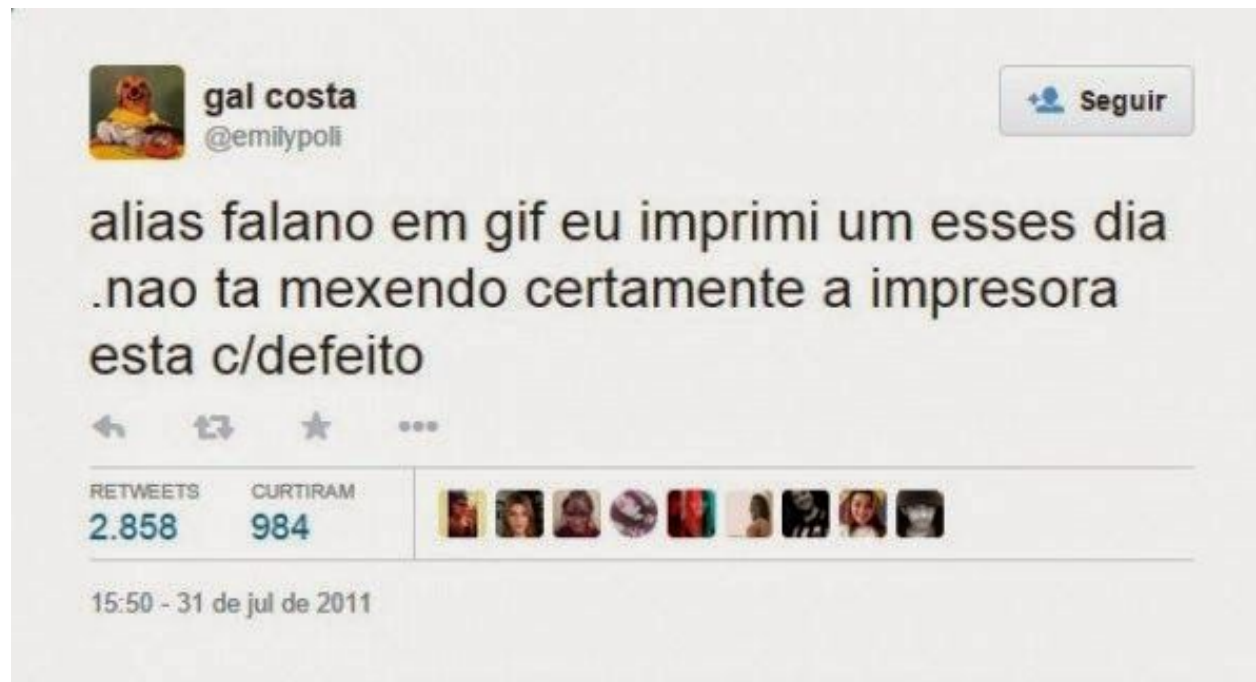 gal costa
@emilypoli
Seguir
alias falano em gif eu imprimi um esses dia
.nao ta mexendo certamente a impresora
esta c/defeito
RETWEETS CURTIRAM
2.858 984
15:50 - 31 de jul de 2011